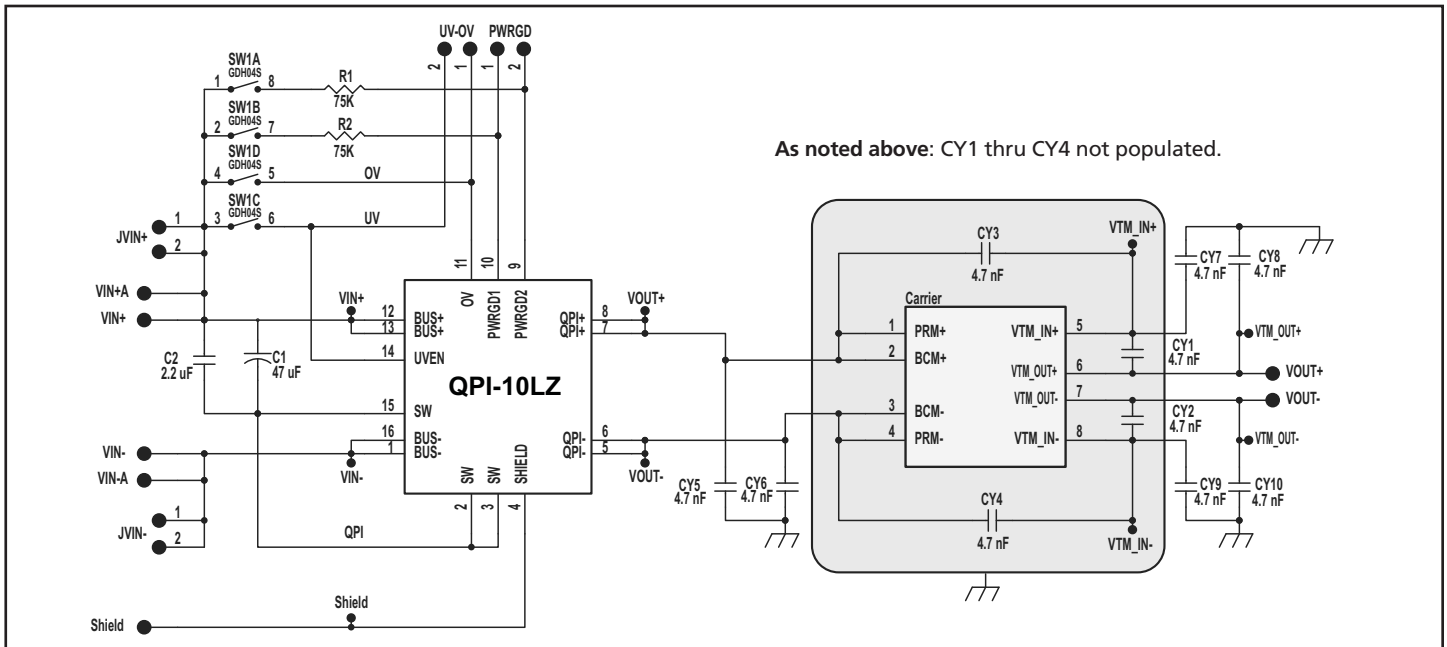 UV-OV PWRGD
2 1 1 2
SW1A
GDH04S
1 8
R1
75K
SW1B
GDH04S
2 7
R2
75K
SW1D
GDH04S
4 5
OV
SW1C
GDH04S
3 6
UV
As noted above: CY1 thru CY4 not populated.
JVIN+
1
2
VIN+A
VIN+
C2
2.2 uF
C1
47 uF
VIN+
11 10 9
OV PWRGD1 PWRGD2
12 BUS+
13 BUS+
14 UVEN
QPI-10LZ
15 SW
16 BUS-
1 BUS-
SW SW SHIELD
2 3 4
QPI+ 8
QPI+ 7
QPI- 6
QPI- 5
VOUT+
VOUT-
VIN-
VIN-
VIN-A
JVIN-
1
2
QPI
Shield
Shield
CY5
4.7 nF
CY6
4.7 nF
CY3
4.7 nF
VTM_IN+
Carrier
1 PRM+
2 BCM+
3 BCM-
4 PRM-
VTM_IN+ 5
VTM_OUT+ 6
VTM_OUT- 7
VTM_IN- 8
CY1
4.7 nF
CY2
4.7 nF
CY4
4.7 nF
VTM_IN-
CY7
4.7 nF
CY8
4.7 nF
VTM_OUT+
VOUT+
VOUT-
VTM_OUT-
CY9
4.7 nF
CY10
4.7 nF